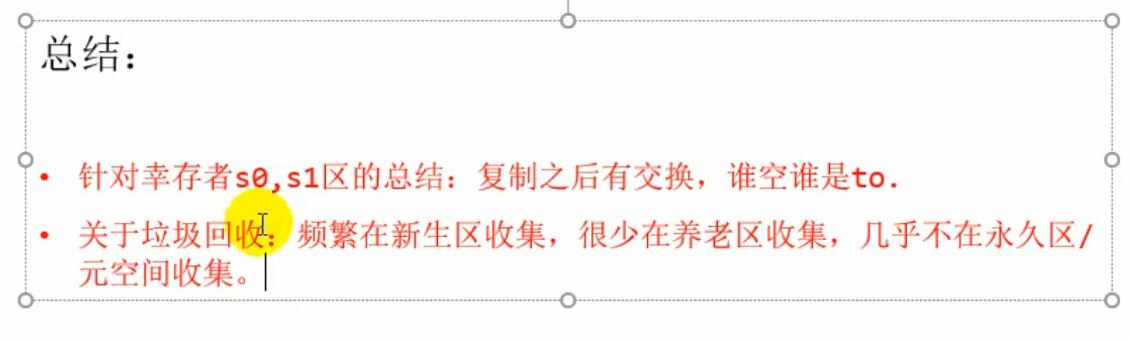 总结：
• 针对幸存者s0,s1区的总结：复制之后有交换，谁空谁是to.
• 关于垃圾回收：频繁在新生区收集，很少在养老区收集，几乎不在永久区/
元空间收集。